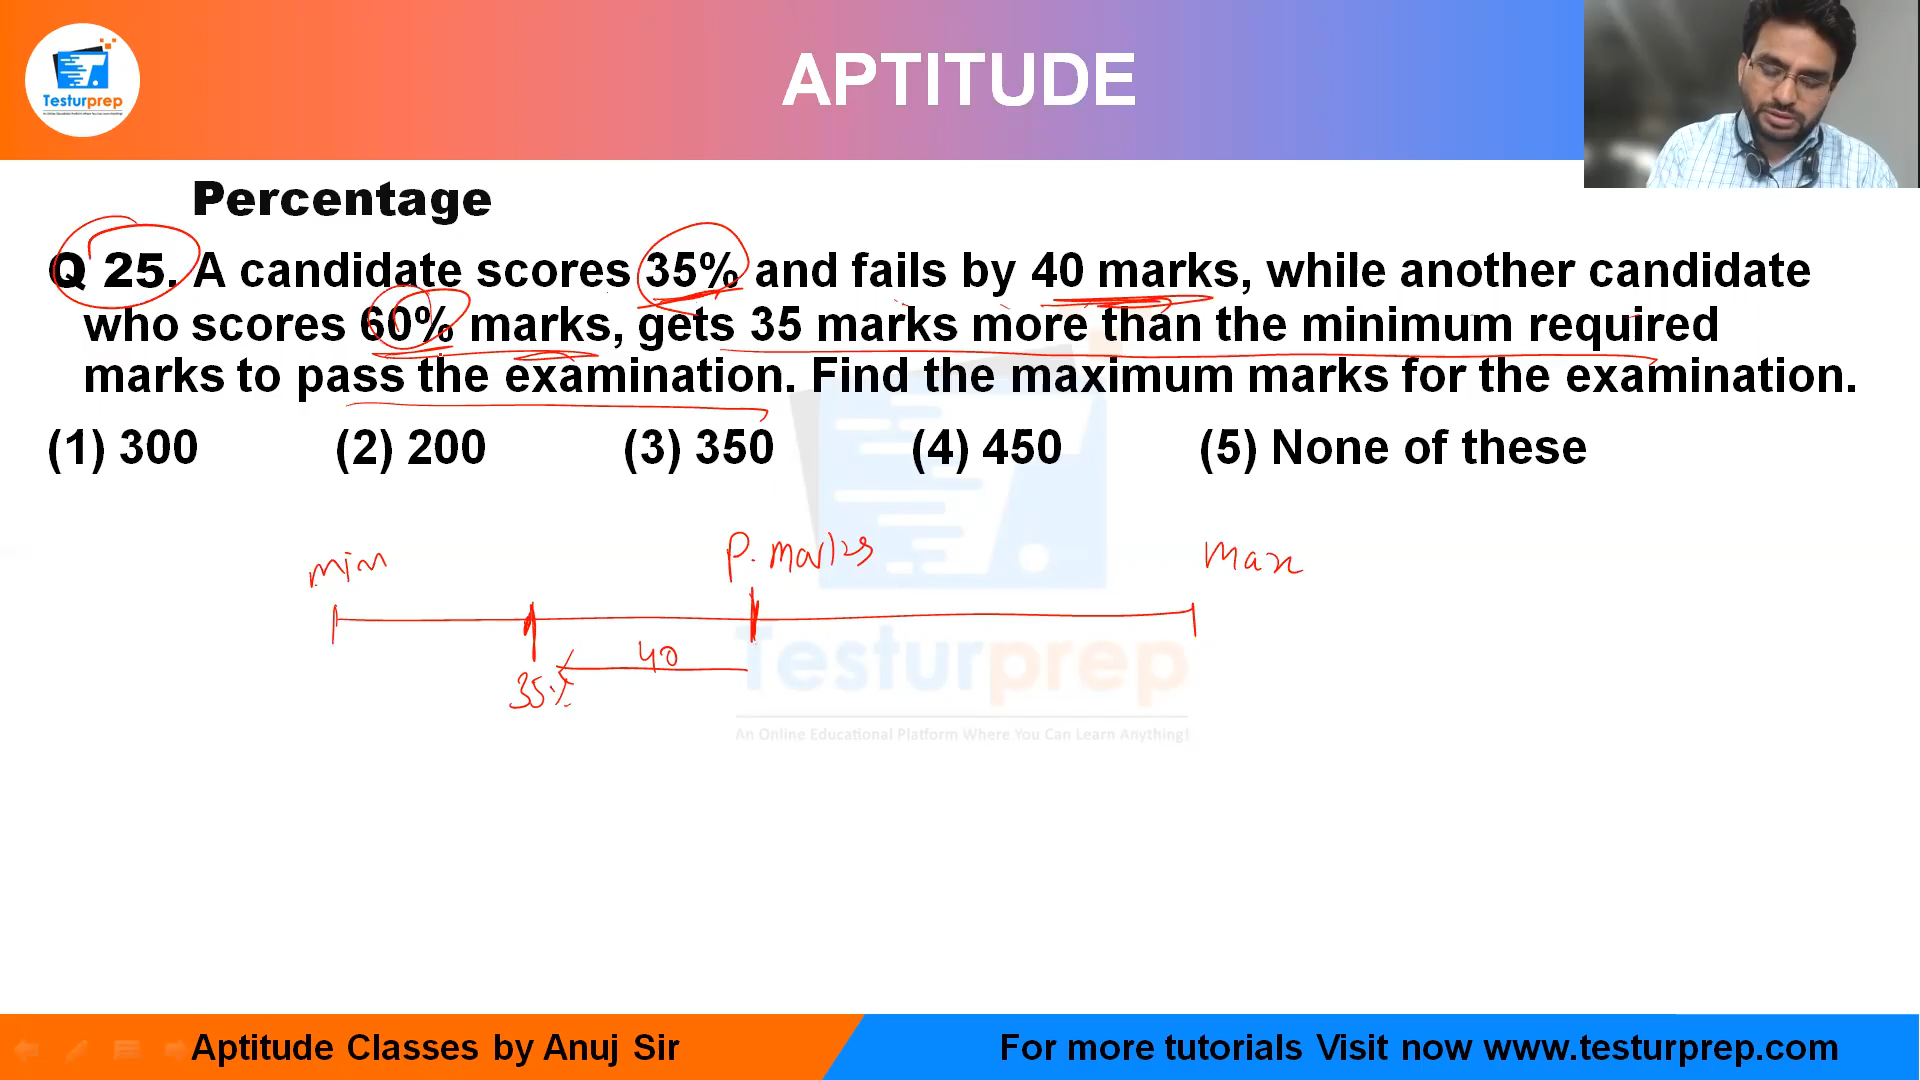 Testurprep
APTITUDE
Percentage
Q 25. A candidate scores 35% and fails by 40 marks, while another candidate
who scores 60% marks, gets 35 marks more than the minimum required
marks to pass the examination. Find the maximum marks for the examination.
(1) 300 (2) 200 (3) 350 (4) 450 (5) None of these
min P. marks Max
40
35%
Testurprep
An Online Educational Platform Where You Can Learn Anything!
Aptitude Classes by Anuj Sir For more tutorials Visit now www.testurprep.com